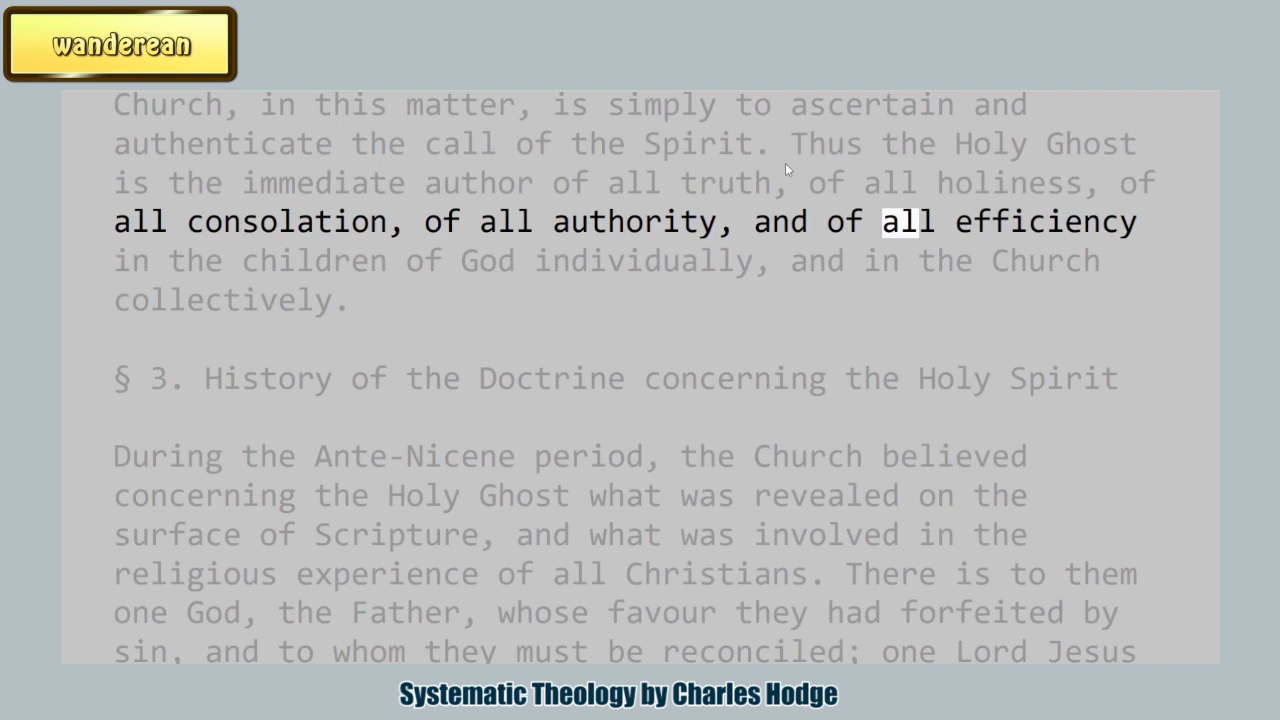 wanderean
Church, in this matter, is simply to ascertain and
authenticate the call of the Spirit. Thus the Holy Ghost
is the immediate author of all truth, of all holiness, of
all consolation, of all authority, and of all efficiency
in the children of God individually, and in the Church
collectively.
§ 3. History of the Doctrine concerning the Holy Spirit
During the Ante-Nicene period, the Church believed
concerning the Holy Ghost what was revealed on the
surface of Scripture, and what was involved in the
religious experience of all Christians. There is to them
one God, the Father, whose favour they had forfeited by
sin, and to whom they must be reconciled; one Lord Jesus
Systematic Theology by Charles Hodge